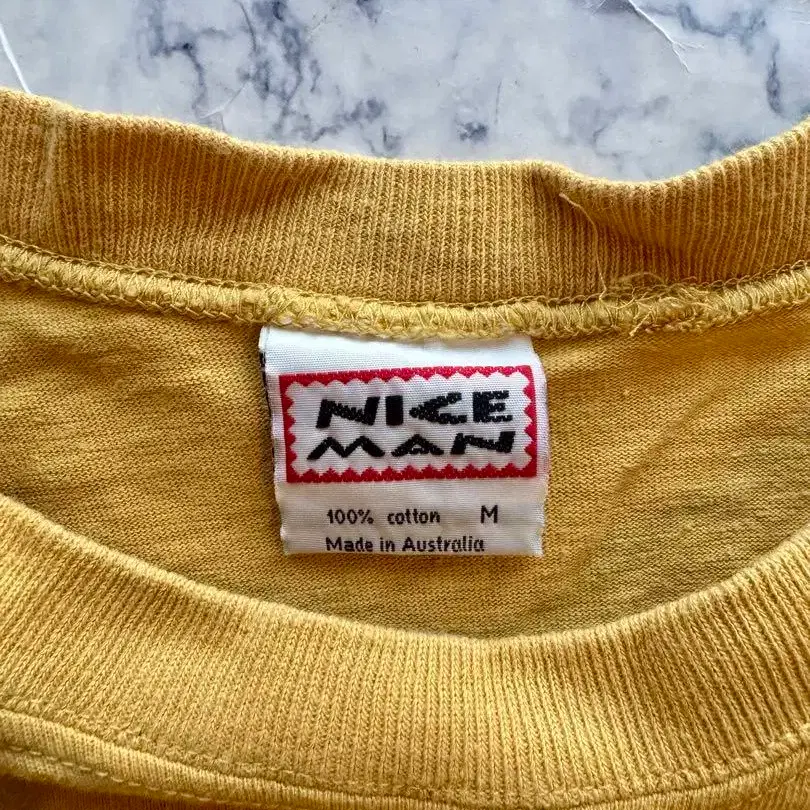 NICE
MAN
100% cotton M
Made in Australia